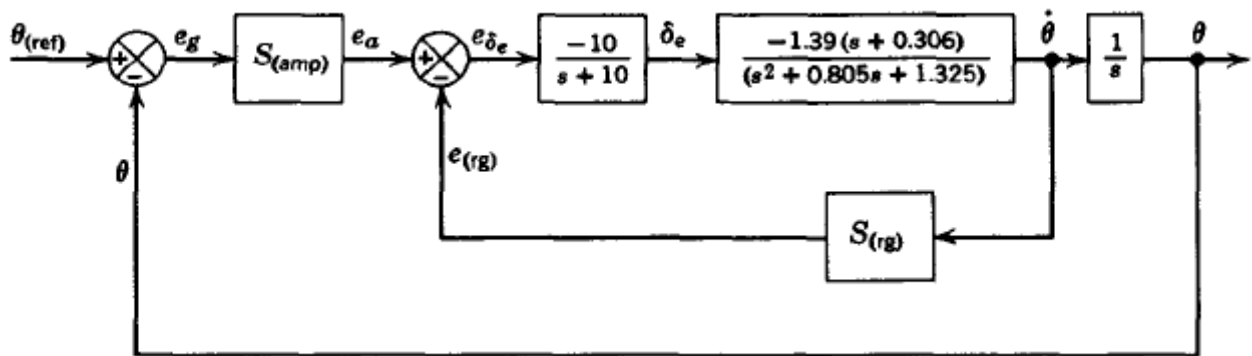 θ(ref)
+
−
e_g
S(amp)
e_a
+
−
e_δe
−10
s + 10
δ_e
−1.39 (s + 0.306)
(s² + 0.805s + 1.325)
θ̇
1
s
θ
θ
e(rg)
S(rg)